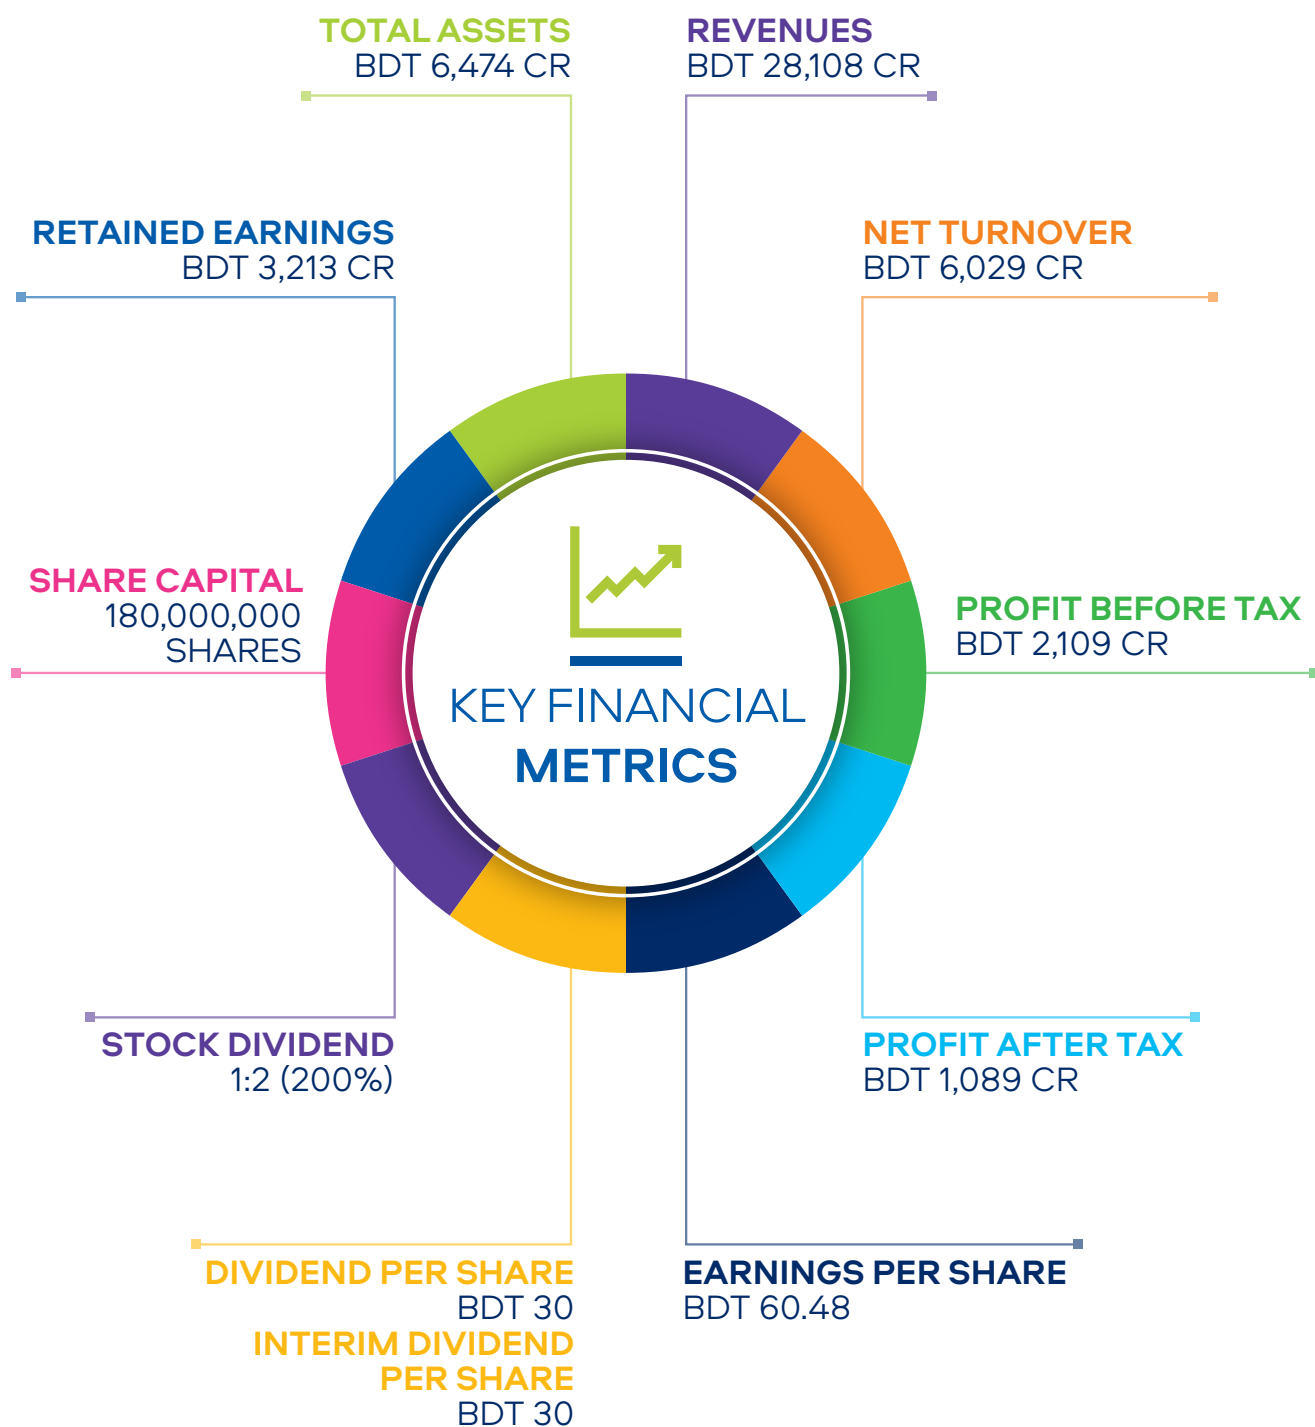 TOTAL ASSETS
BDT 6,474 CR
REVENUES
BDT 28,108 CR
RETAINED EARNINGS
BDT 3,213 CR
NET TURNOVER
BDT 6,029 CR
SHARE CAPITAL
180,000,000
SHARES
PROFIT BEFORE TAX
BDT 2,109 CR
KEY FINANCIAL
METRICS
STOCK DIVIDEND
1:2 (200%)
PROFIT AFTER TAX
BDT 1,089 CR
DIVIDEND PER SHARE
BDT 30
INTERIM DIVIDEND
PER SHARE
BDT 30
EARNINGS PER SHARE
BDT 60.48